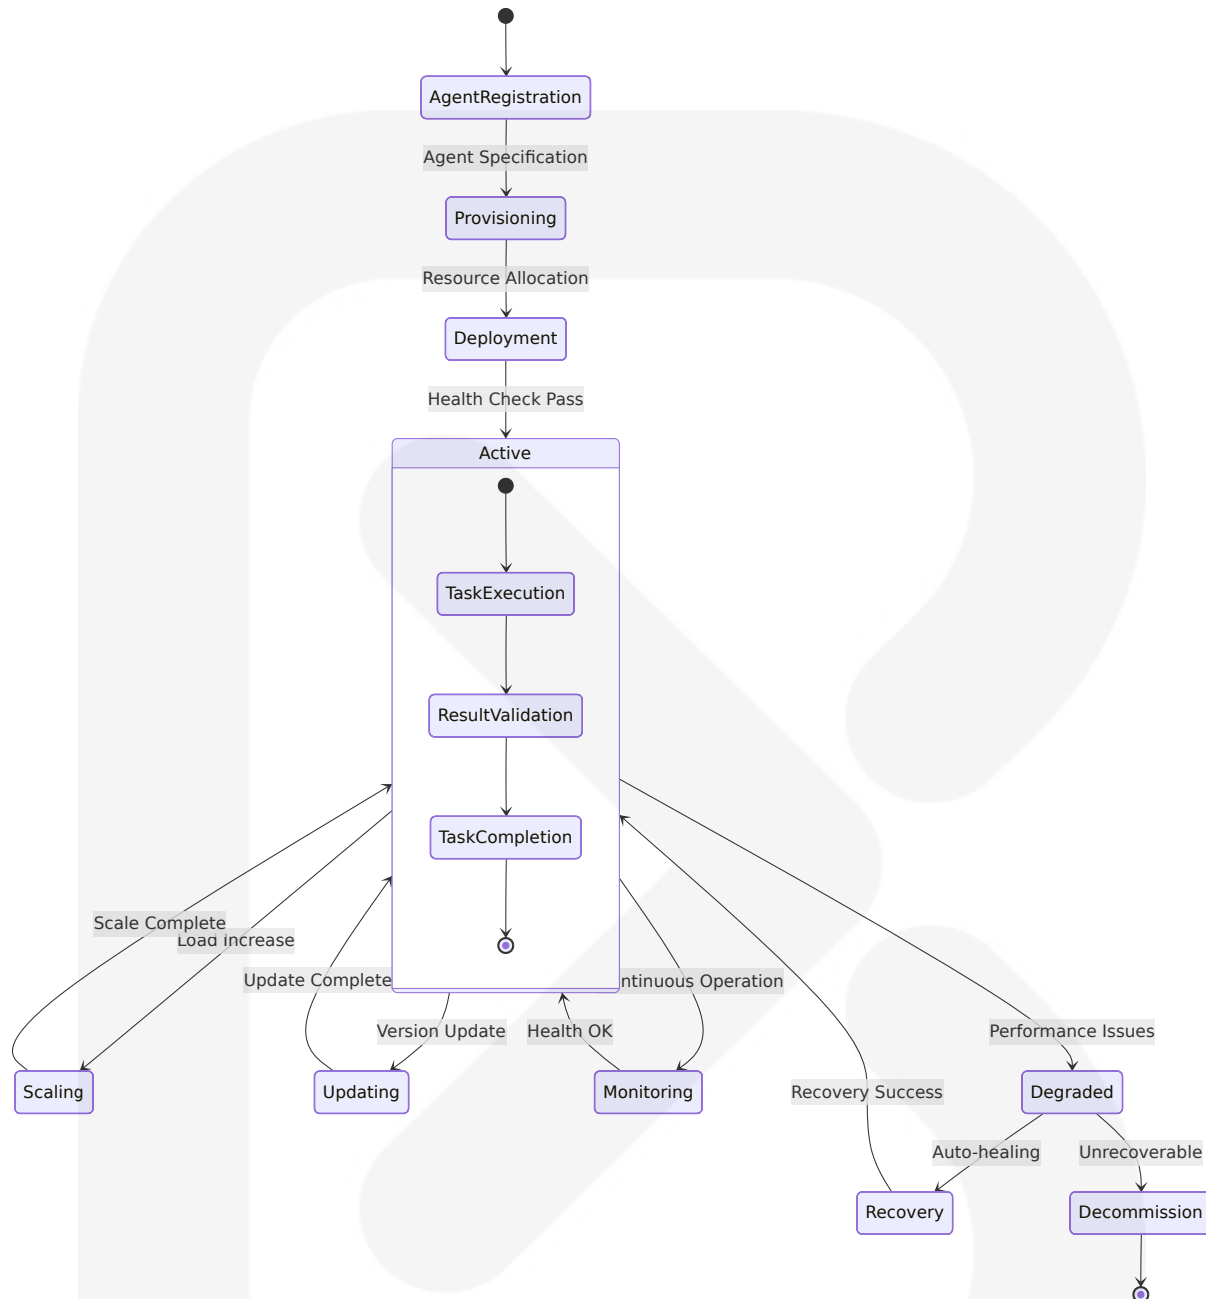 AgentRegistration
Agent Specification
Provisioning
Resource Allocation
Deployment
Health Check Pass
Active
TaskExecution
ResultValidation
TaskCompletion
Scale Complete
Load Increase
Update Complete
ntinuous Operation
Version Update
Health OK
Performance Issues
Scaling
Updating
Monitoring
Recovery Success
Degraded
Auto-healing
Unrecoverable
Recovery
Decommission